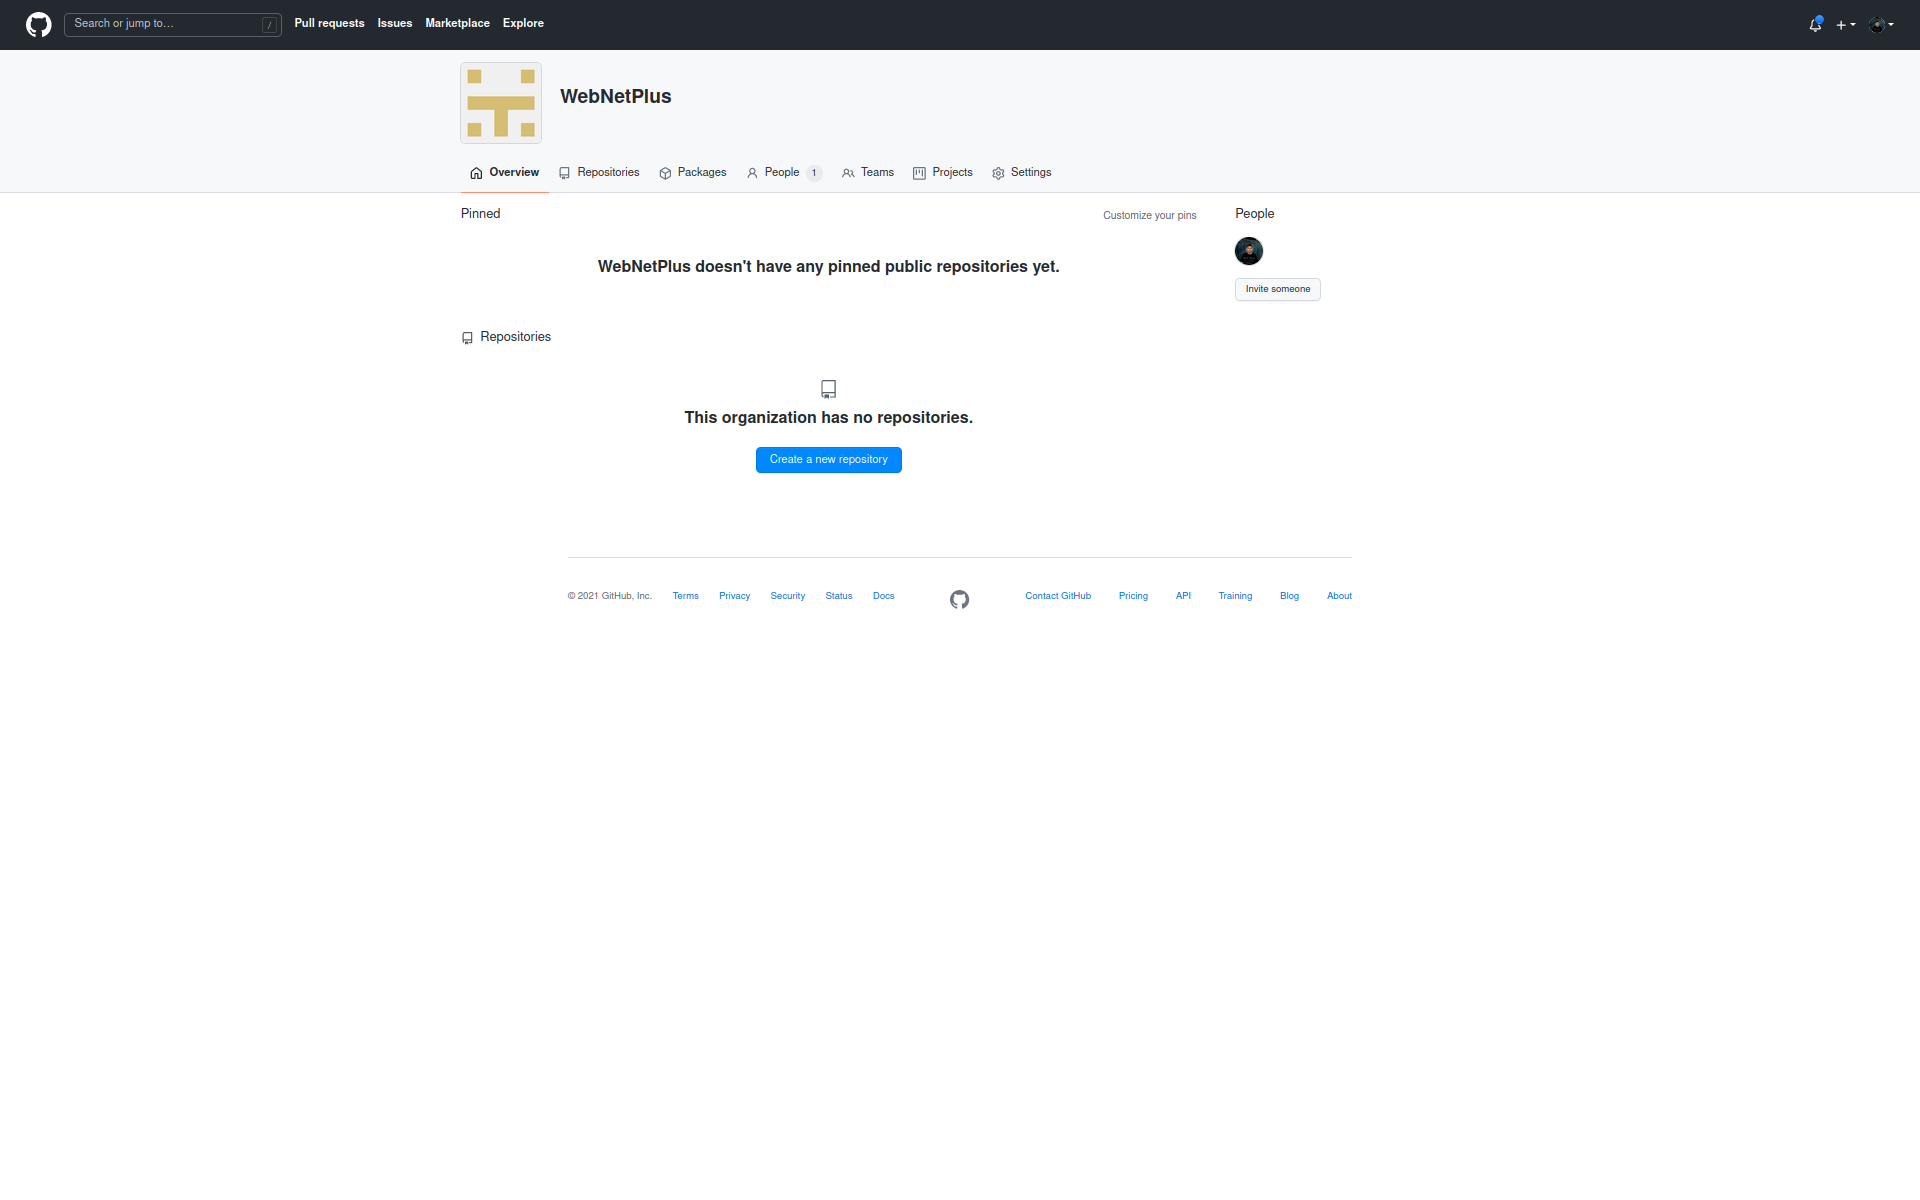 Search or jump to... / Pull requests Issues Marketplace Explore
WebNetPlus
Overview Repositories Packages People 1 Teams Projects Settings
Pinned Customize your pins People
WebNetPlus doesn't have any pinned public repositories yet.
Invite someone
Repositories
This organization has no repositories.
Create a new repository
© 2021 GitHub, Inc. Terms Privacy Security Status Docs Contact GitHub Pricing API Training Blog About